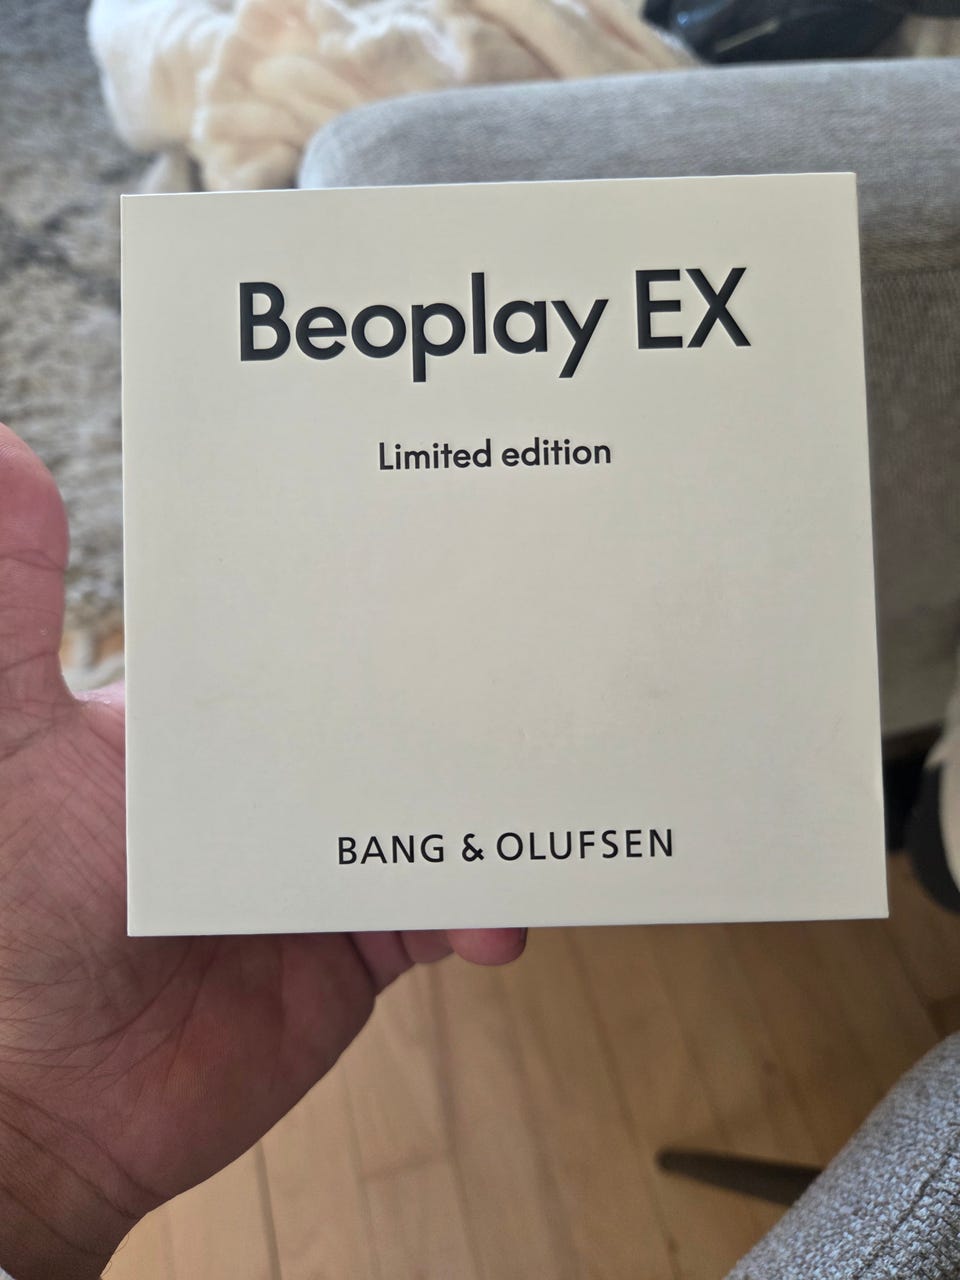 Beoplay EX
Limited edition
BANG & OLUFSEN